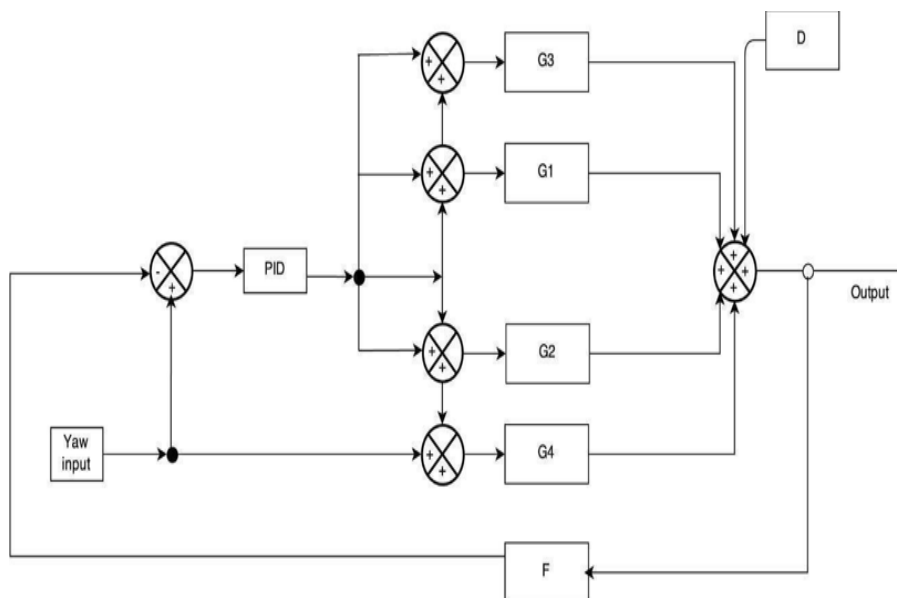 D
G3
G1
PID
G2
G4
Yaw
input
Output
F
+
+
+
+
+
+
+
+
+
+
+
+
+
-
+